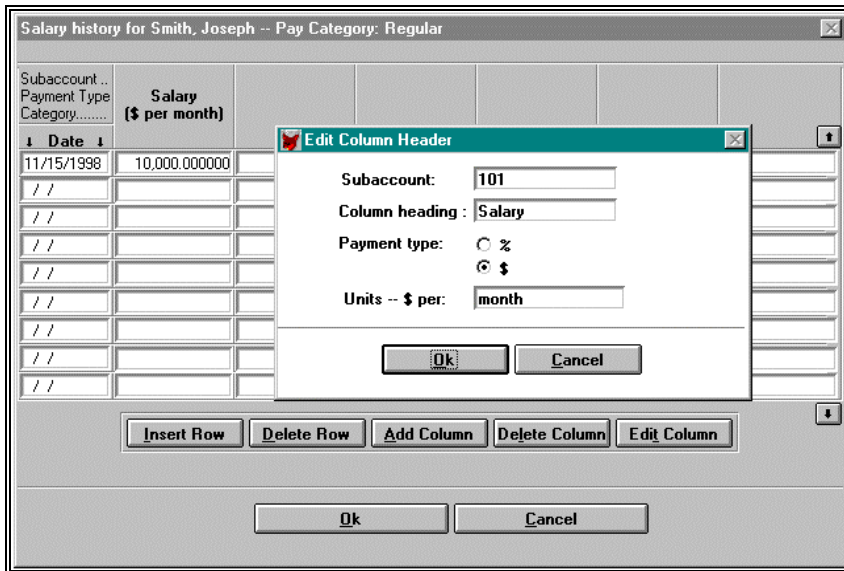 Salary history for Smith, Joseph -- Pay Category: Regular
Subaccount ..
Payment Type
Category........
Salary
($ per month)
↓ Date ↓
11/15/1998 10,000.000000
/ /
/ /
/ /
/ /
/ /
/ /
/ /
/ /
Edit Column Header
Subaccount: 101
Column heading : Salary
Payment type: %
$
Units -- $ per: month
Ok Cancel
Insert Row Delete Row Add Column Delete Column Edit Column
Ok Cancel